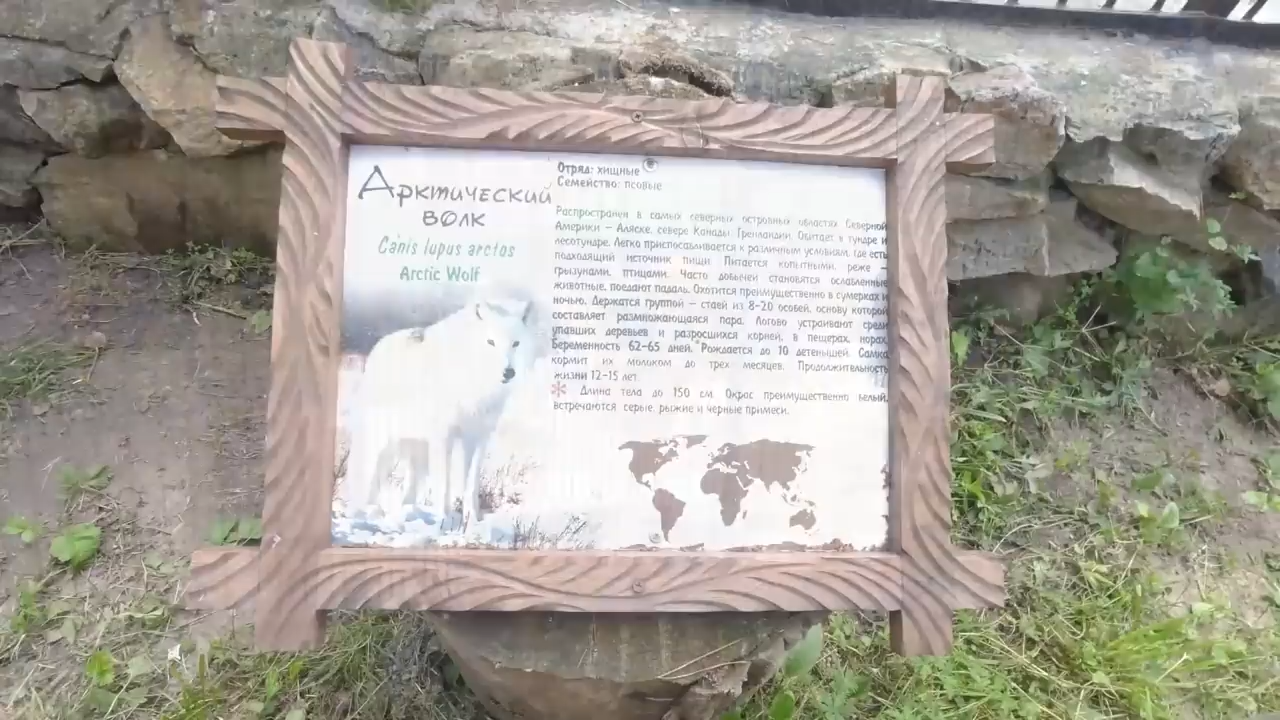 Арктический
волк
Canis lupus arctos
Arctic Wolf
Отряд: хищные
Семейство: псовые
Распространен в самых северных островных областях Северной
Америки – Аляске, севере Канады, Гренландии. Обитает в тундре и
лесотундре. Легко приспосабливается к различным условиям, где есть
подходящий источник пищи. Питается копытными, реже –
грызунами, птицами. Часто добычей становятся ослабленные
животные, поедают падаль. Охотится преимущественно в сумерках и
ночью. Держатся группой – стаей из 8-20 особей, основу которой
составляет размножающаяся пара. Логово устраивают среди
упавших деревьев и разросшихся корней, в пещерах, норах.
Беременность 62-65 дней. Рождается до 10 детенышей. Самка
кормит их молоком до трех месяцев. Продолжительность
жизни 12-15 лет.
* Длина тела до 150 см. Окрас преимущественно белый,
встречаются серые, рыжие и черные примеси.